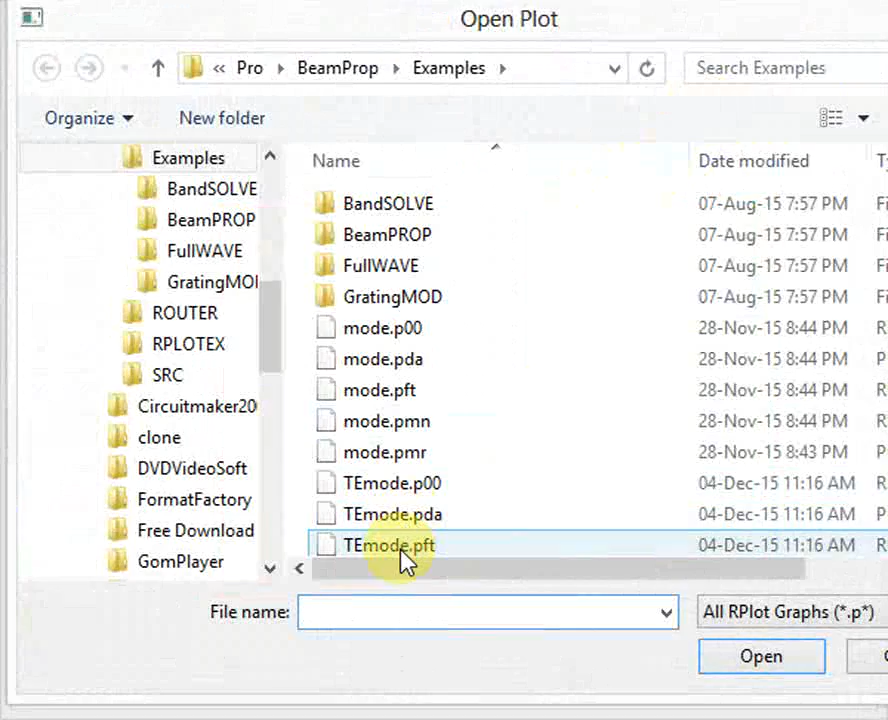 Open Plot
« Pro BeamProp Examples Search Examples
Organize New folder
Name Date modified
Examples
BandSOLVE
BeamPROP
FullWAVE
GratingMO
ROUTER
RPLOTEX
SRC
Circuitmaker20
clone
DVDVideoSoft
FormatFactory
Free Download
GomPlayer
BandSOLVE 07-Aug-15 7:57 PM Fi
BeamPROP 07-Aug-15 7:57 PM Fi
FullWAVE 07-Aug-15 7:57 PM Fi
GratingMOD 07-Aug-15 7:57 PM Fi
mode.p00 28-Nov-15 8:44 PM R
mode.pda 28-Nov-15 8:44 PM P
mode.pft 28-Nov-15 8:44 PM R
mode.pmn 28-Nov-15 8:44 PM R
mode.pmr 28-Nov-15 8:43 PM P
TEmode.p00 04-Dec-15 11:16 AM R
TEmode.pda 04-Dec-15 11:16 AM P
TEmode.pft 04-Dec-15 11:16 AM R
File name: All RPlot Graphs (*.p*)
Open